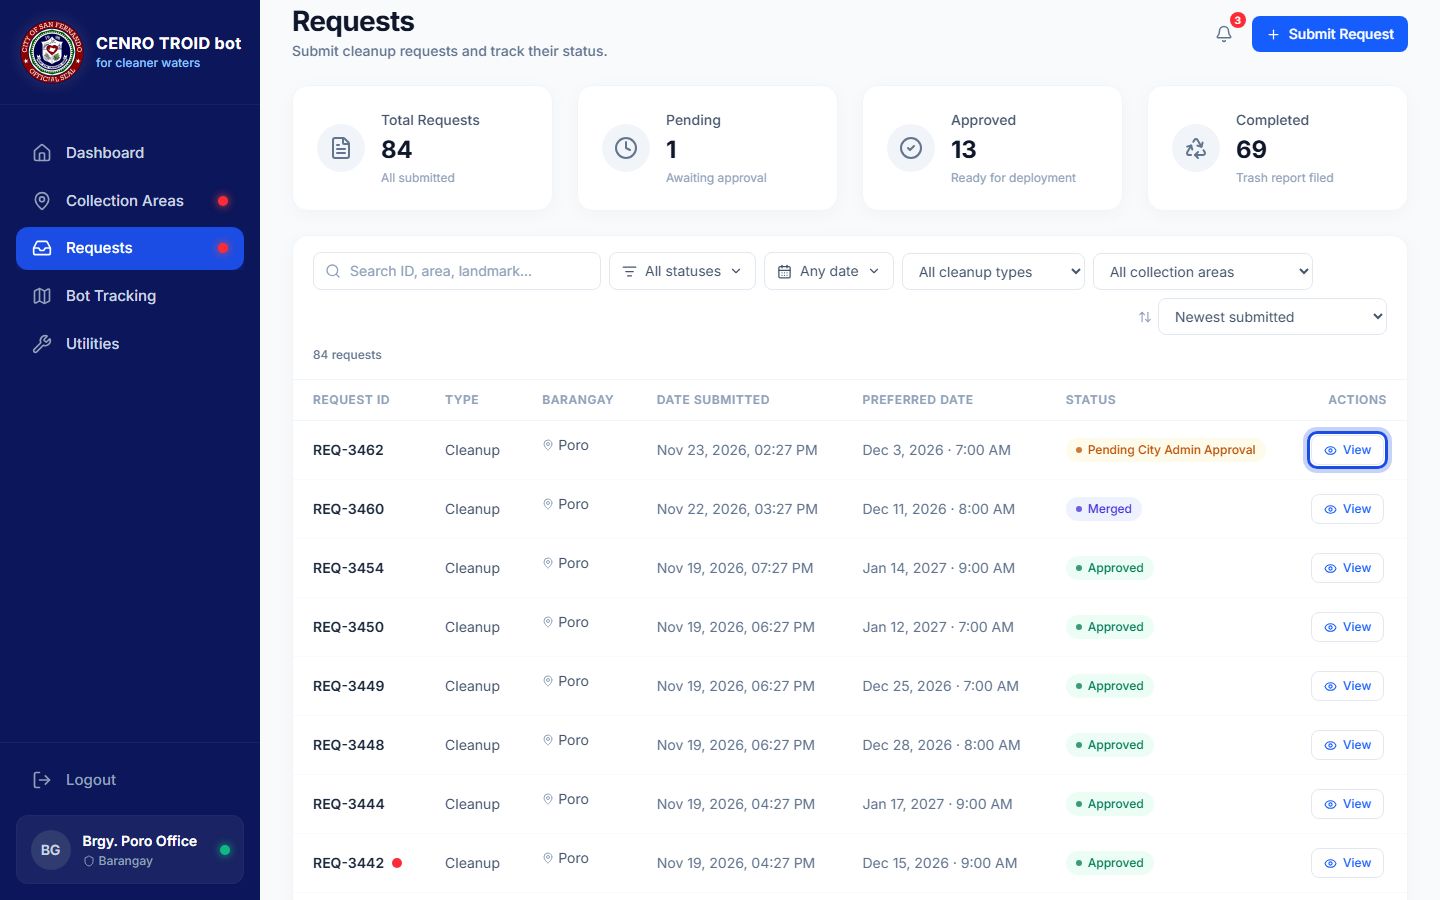 CITY OF SAN FERNANDO
OFFICIAL SEAL
CENRO TROID bot
for cleaner waters
Dashboard
Collection Areas
Requests
Bot Tracking
Utilities
Logout
BG
Brgy. Poro Office
Barangay
Requests
Submit cleanup requests and track their status.
3
Submit Request
Total Requests
84
All submitted
Pending
1
Awaiting approval
Approved
13
Ready for deployment
Completed
69
Trash report filed
Search ID, area, landmark...
All statuses
Any date
All cleanup types
All collection areas
Newest submitted
84 requests
REQUEST ID TYPE BARANGAY DATE SUBMITTED PREFERRED DATE STATUS ACTIONS
REQ-3462 Cleanup Poro Nov 23, 2026, 02:27 PM Dec 3, 2026 · 7:00 AM Pending City Admin Approval View
REQ-3460 Cleanup Poro Nov 22, 2026, 03:27 PM Dec 11, 2026 · 8:00 AM Merged View
REQ-3454 Cleanup Poro Nov 19, 2026, 07:27 PM Jan 14, 2027 · 9:00 AM Approved View
REQ-3450 Cleanup Poro Nov 19, 2026, 06:27 PM Jan 12, 2027 · 7:00 AM Approved View
REQ-3449 Cleanup Poro Nov 19, 2026, 06:27 PM Dec 25, 2026 · 7:00 AM Approved View
REQ-3448 Cleanup Poro Nov 19, 2026, 06:27 PM Dec 28, 2026 · 8:00 AM Approved View
REQ-3444 Cleanup Poro Nov 19, 2026, 04:27 PM Jan 17, 2027 · 9:00 AM Approved View
REQ-3442 Cleanup Poro Nov 19, 2026, 04:27 PM Dec 15, 2026 · 9:00 AM Approved View